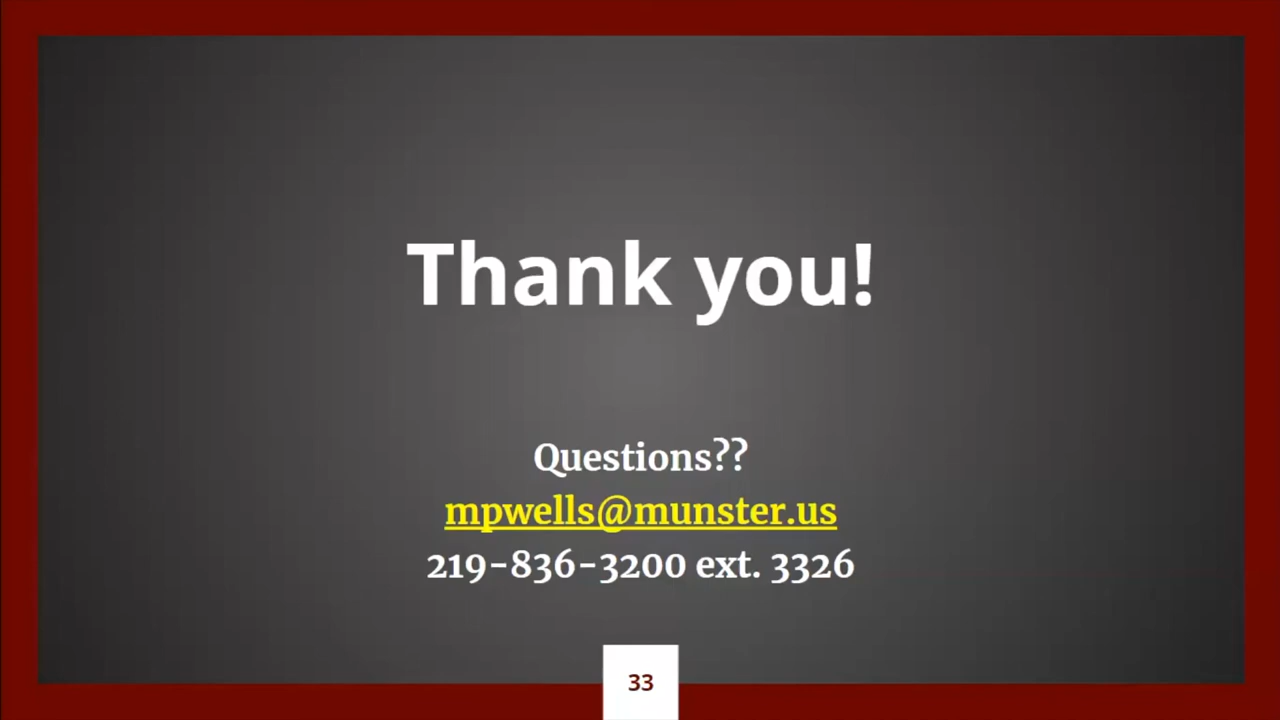 Thank you!
Questions??
mpwells@munster.us
219-836-3200 ext. 3326
33